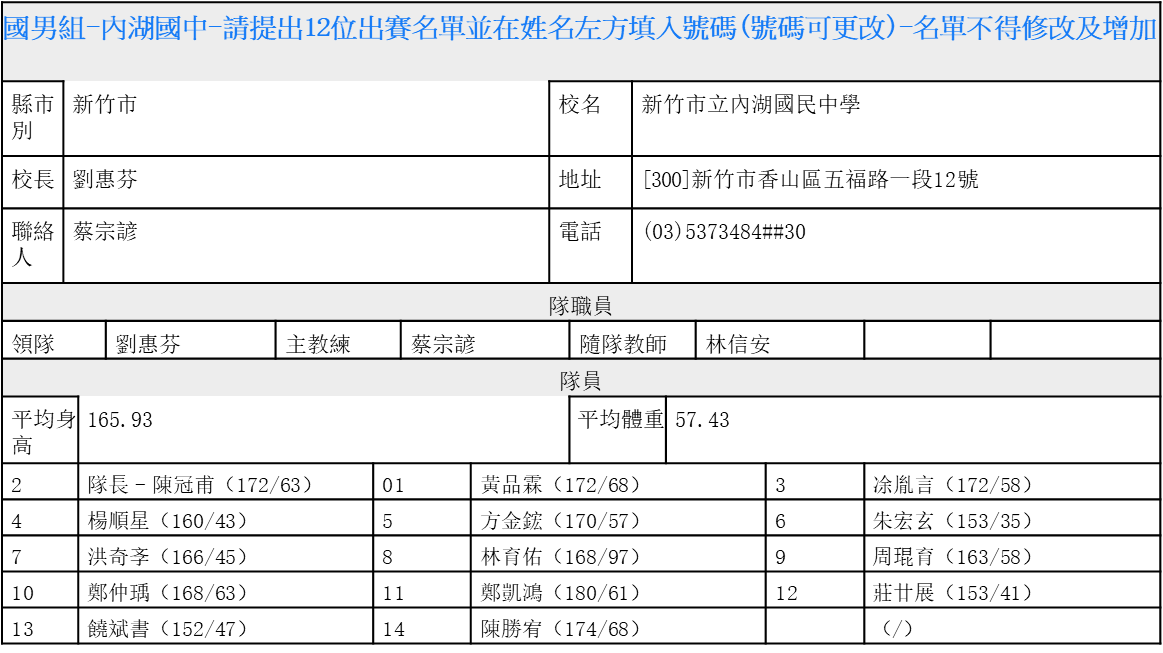 國男組-內湖國中-請提出12位出賽名單並在姓名左方填入號碼(號碼可更改)-名單不得修改及增加
縣市別 新竹市 校名 新竹市立內湖國民中學
校長 劉惠芬 地址 [300]新竹市香山區五福路一段12號
聯絡人 蔡宗諺 電話 (03)5373484##30
隊職員
領隊 劉惠芬 主教練 蔡宗諺 隨隊教師 林信安
隊員
平均身高 165.93 平均體重 57.43
2 隊長－陳冠甫（172/63） 01 黃品霖（172/68） 3 凃胤言（172/58）
4 楊順星（160/43） 5 方金鋐（170/57） 6 朱宏玄（153/35）
7 洪奇孛（166/45） 8 林育佑（168/97） 9 周琨育（163/58）
10 鄭仲瑀（168/63） 11 鄭凱鴻（180/61） 12 莊廿展（153/41）
13 饒斌書（152/47） 14 陳勝宥（174/68） （/）